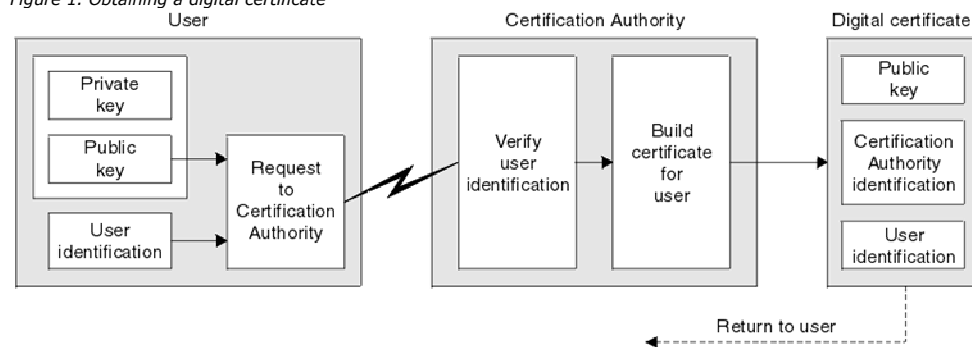 Figure 1. Obtaining a digital certificate
User
Certification Authority
Digital certificate
Private
key
Public
key
User
identification
Request
to
Certification
Authority
Verify
user
identification
Build
certificate
for
user
Public
key
Certification
Authority
identification
User
identification
Return to user